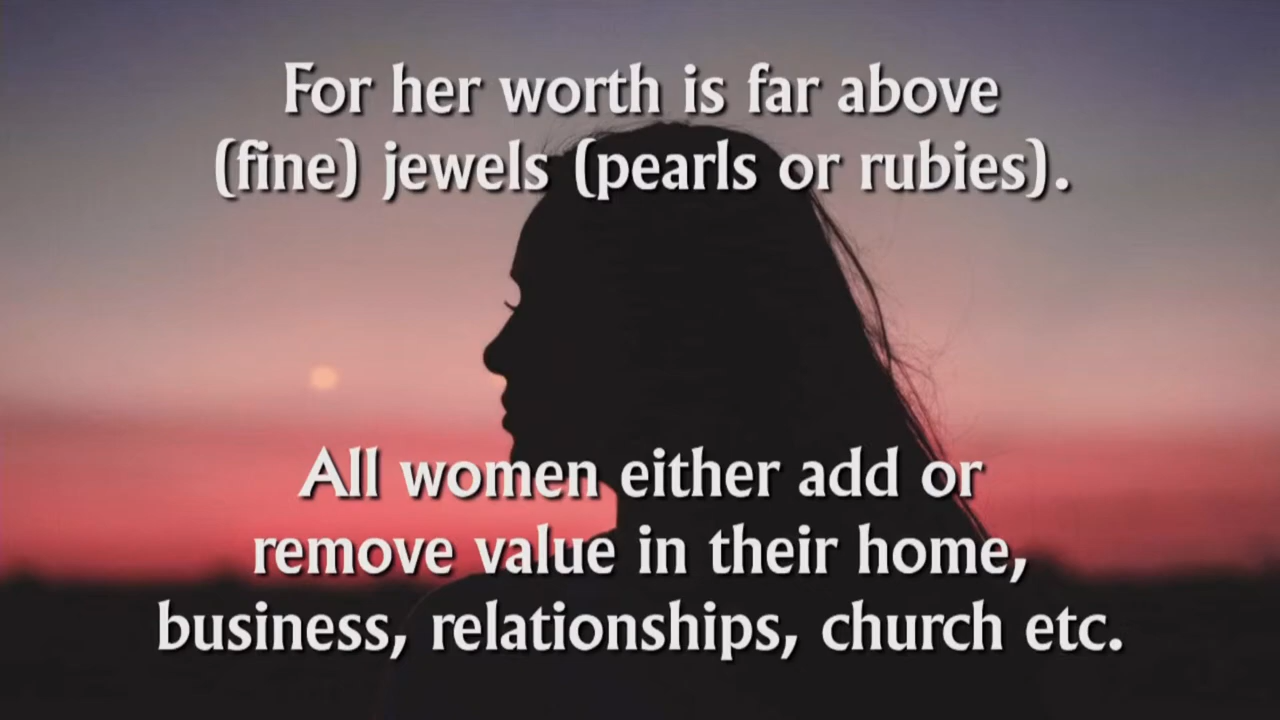 For her worth is far above
(fine) jewels (pearls or rubies).
All women either add or
remove value in their home,
business, relationships, church etc.